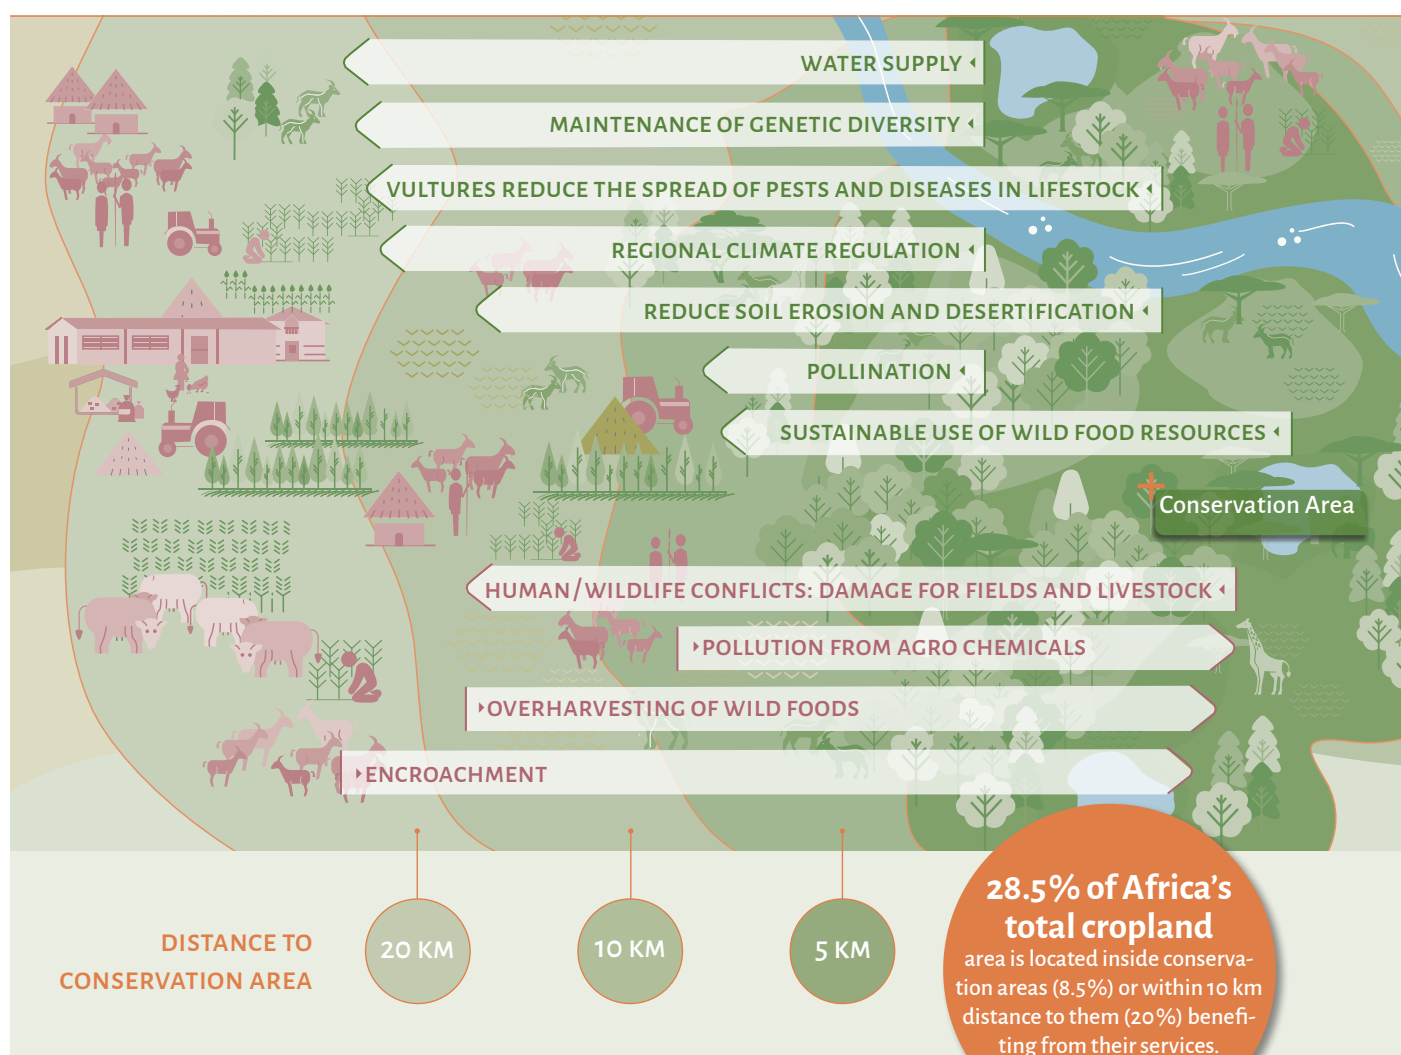 WATER SUPPLY
MAINTENANCE OF GENETIC DIVERSITY
VULTURES REDUCE THE SPREAD OF PESTS AND DISEASES IN LIFESTOCK
REGIONAL CLIMATE REGULATION
REDUCE SOIL EROSION AND DESERTIFICATION
POLLINATION
SUSTAINABLE USE OF WILD FOOD RESOURCES
Conservation Area
HUMAN/WILDLIFE CONFLICTS: DAMAGE FOR FIELDS AND LIVESTOCK
POLLUTION FROM AGRO CHEMICALS
OVERHARVESTING OF WILD FOODS
ENCROACHMENT
DISTANCE TO
CONSERVATION AREA
20 KM
10 KM
5 KM
28.5% of Africa's
total cropland
area is located inside conserva-
tion areas (8.5%) or within 10 km
distance to them (20%) benefi-
ting from their services.